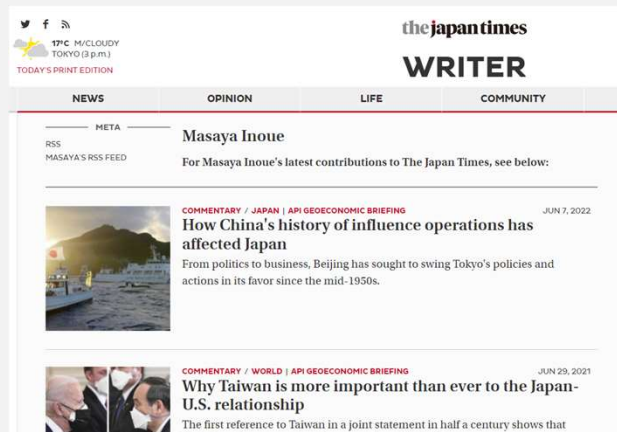 the japan times
17°C M/CLOUDY
TOKYO (3 p.m.)
TODAY'S PRINT EDITION
WRITER
NEWS OPINION LIFE COMMUNITY
META
RSS
MASAYA'S RSS FEED
Masaya Inoue
For Masaya Inoue's latest contributions to The Japan Times, see below:
COMMENTARY / JAPAN | API GEOECONOMIC BRIEFING JUN 7, 2022
How China's history of influence operations has
affected Japan
From politics to business, Beijing has sought to swing Tokyo's policies and
actions in its favor since the mid-1950s.
COMMENTARY / WORLD | API GEOECONOMIC BRIEFING JUN 29, 2021
Why Taiwan is more important than ever to the Japan-
U.S. relationship
The first reference to Taiwan in a joint statement in half a century shows that